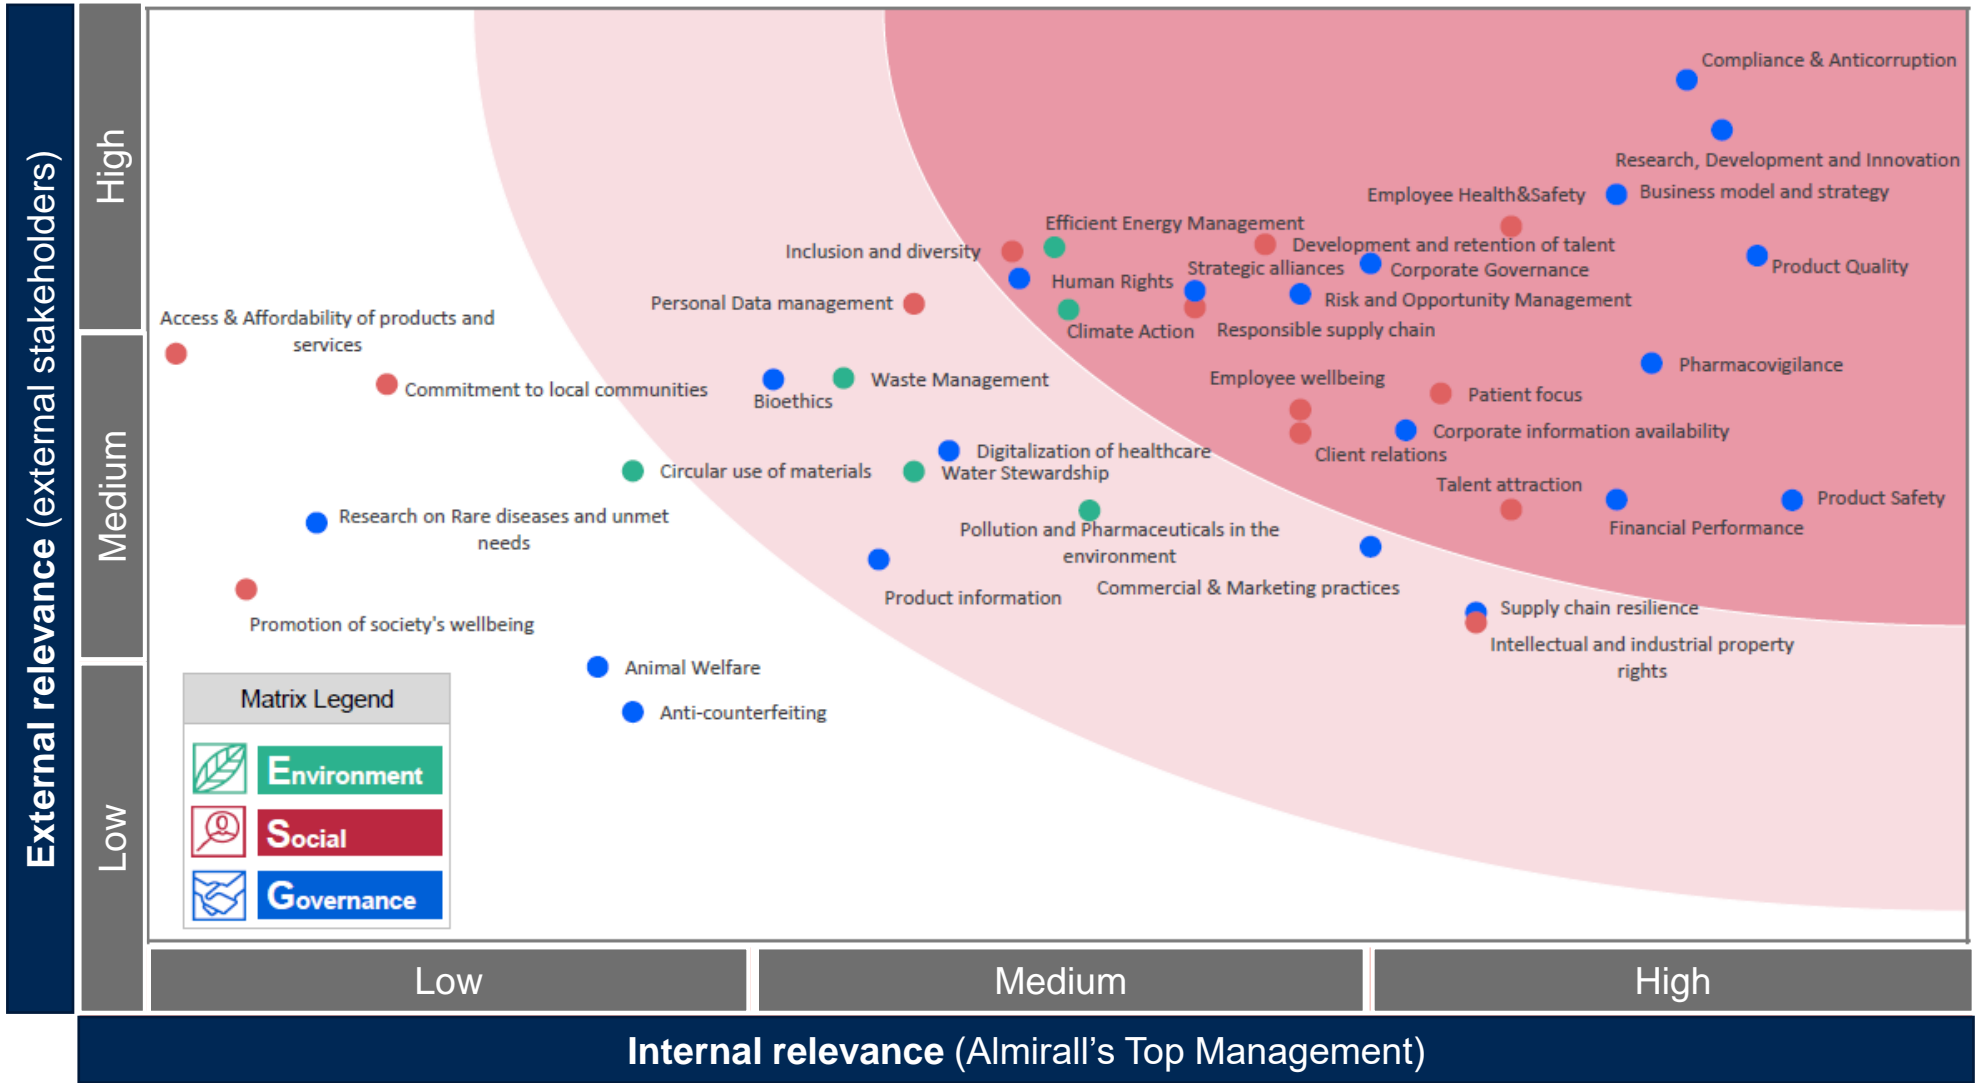 External relevance (external stakeholders)
High
Medium
Low
Compliance & Anticorruption
Research, Development and Innovation
Employee Health&Safety
Business model and strategy
Efficient Energy Management
Inclusion and diversity
Development and retention of talent
Strategic alliances
Corporate Governance
Product Quality
Human Rights
Personal Data management
Risk and Opportunity Management
Access & Affordability of products and
services
Climate Action
Responsible supply chain
Pharmacovigilance
Commitment to local communities
Bioethics
Waste Management
Employee wellbeing
Patient focus
Corporate information availability
Digitalization of healthcare
Client relations
Circular use of materials
Water Stewardship
Talent attraction
Product Safety
Research on Rare diseases and unmet
needs
Pollution and Pharmaceuticals in the
environment
Financial Performance
Product information
Commercial & Marketing practices
Promotion of society's wellbeing
Supply chain resilience
Intellectual and industrial property
rights
Animal Welfare
Anti-counterfeiting
Matrix Legend
Environment
Social
Governance
Low
Medium
High
Internal relevance (Almirall’s Top Management)